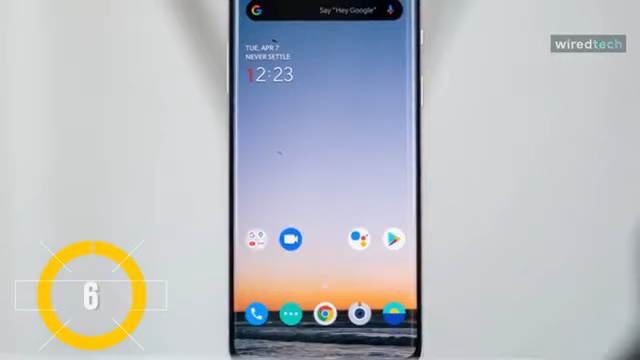 Say "Hey Google"
wiredtech
TUE, APR 7
NEVER SETTLE
12:23
6